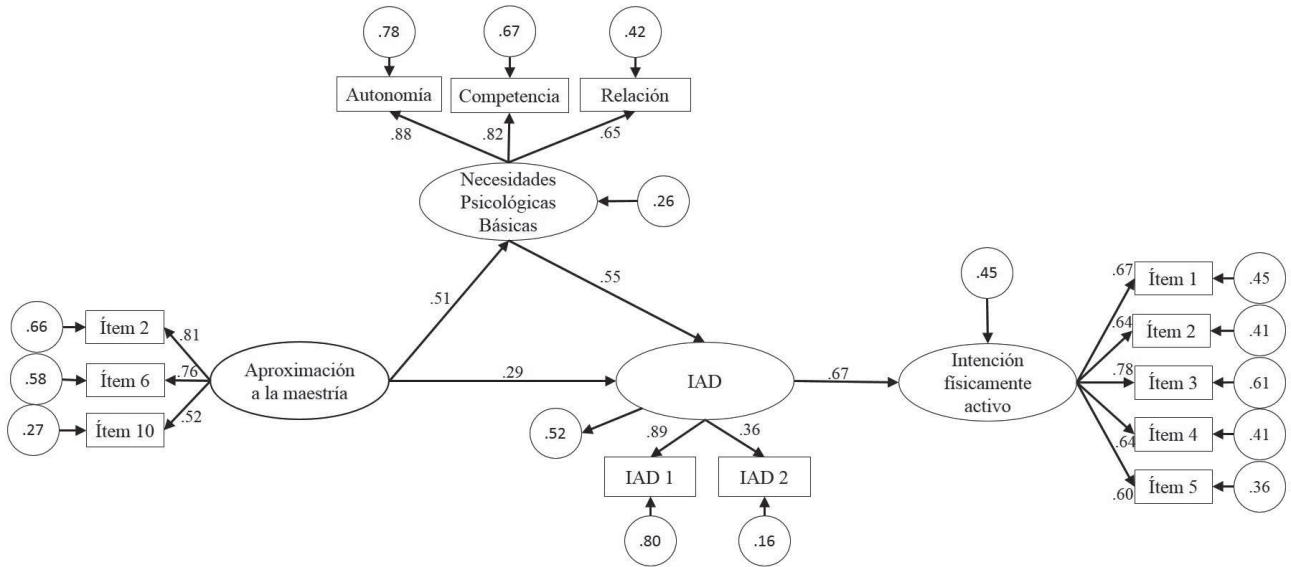 .78
.67
.42
Autonomía
Competencia
Relación
.88
.82
.65
Necesidades
Psicológicas
Básicas
.26
.51
.55
.66
Ítem 2
.81
.58
Ítem 6
.76
.27
Ítem 10
.52
Aproximación
a la maestría
.29
IAD
.52
.89
.36
IAD 1
IAD 2
.80
.16
.67
.45
Intención
físicamente
activo
.67
Ítem 1
.45
.64
Ítem 2
.41
.78
Ítem 3
.61
.64
Ítem 4
.41
.60
Ítem 5
.36